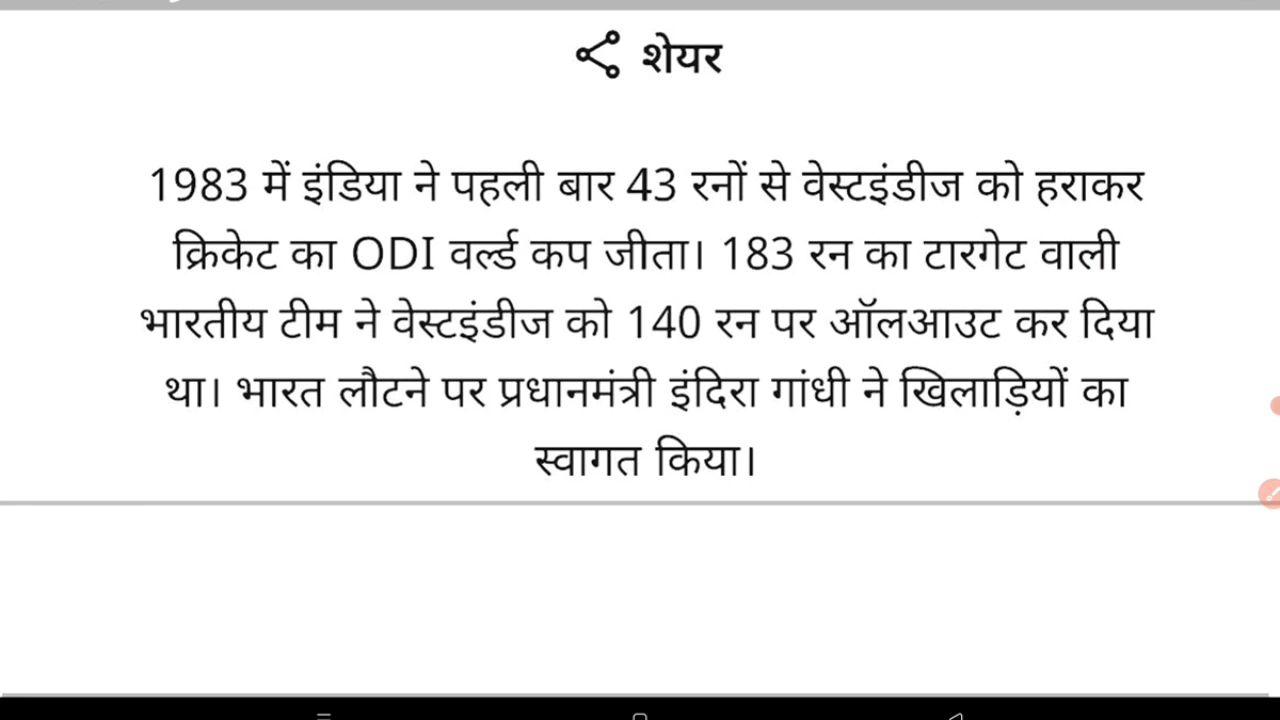 शेयर
1983 में इंडिया ने पहली बार 43 रनों से वेस्टइंडीज को हराकर
क्रिकेट का ODI वर्ल्ड कप जीता। 183 रन का टारगेट वाली
भारतीय टीम ने वेस्टइंडीज को 140 रन पर ऑलआउट कर दिया
था। भारत लौटने पर प्रधानमंत्री इंदिरा गांधी ने खिलाड़ियों का
स्वागत किया।